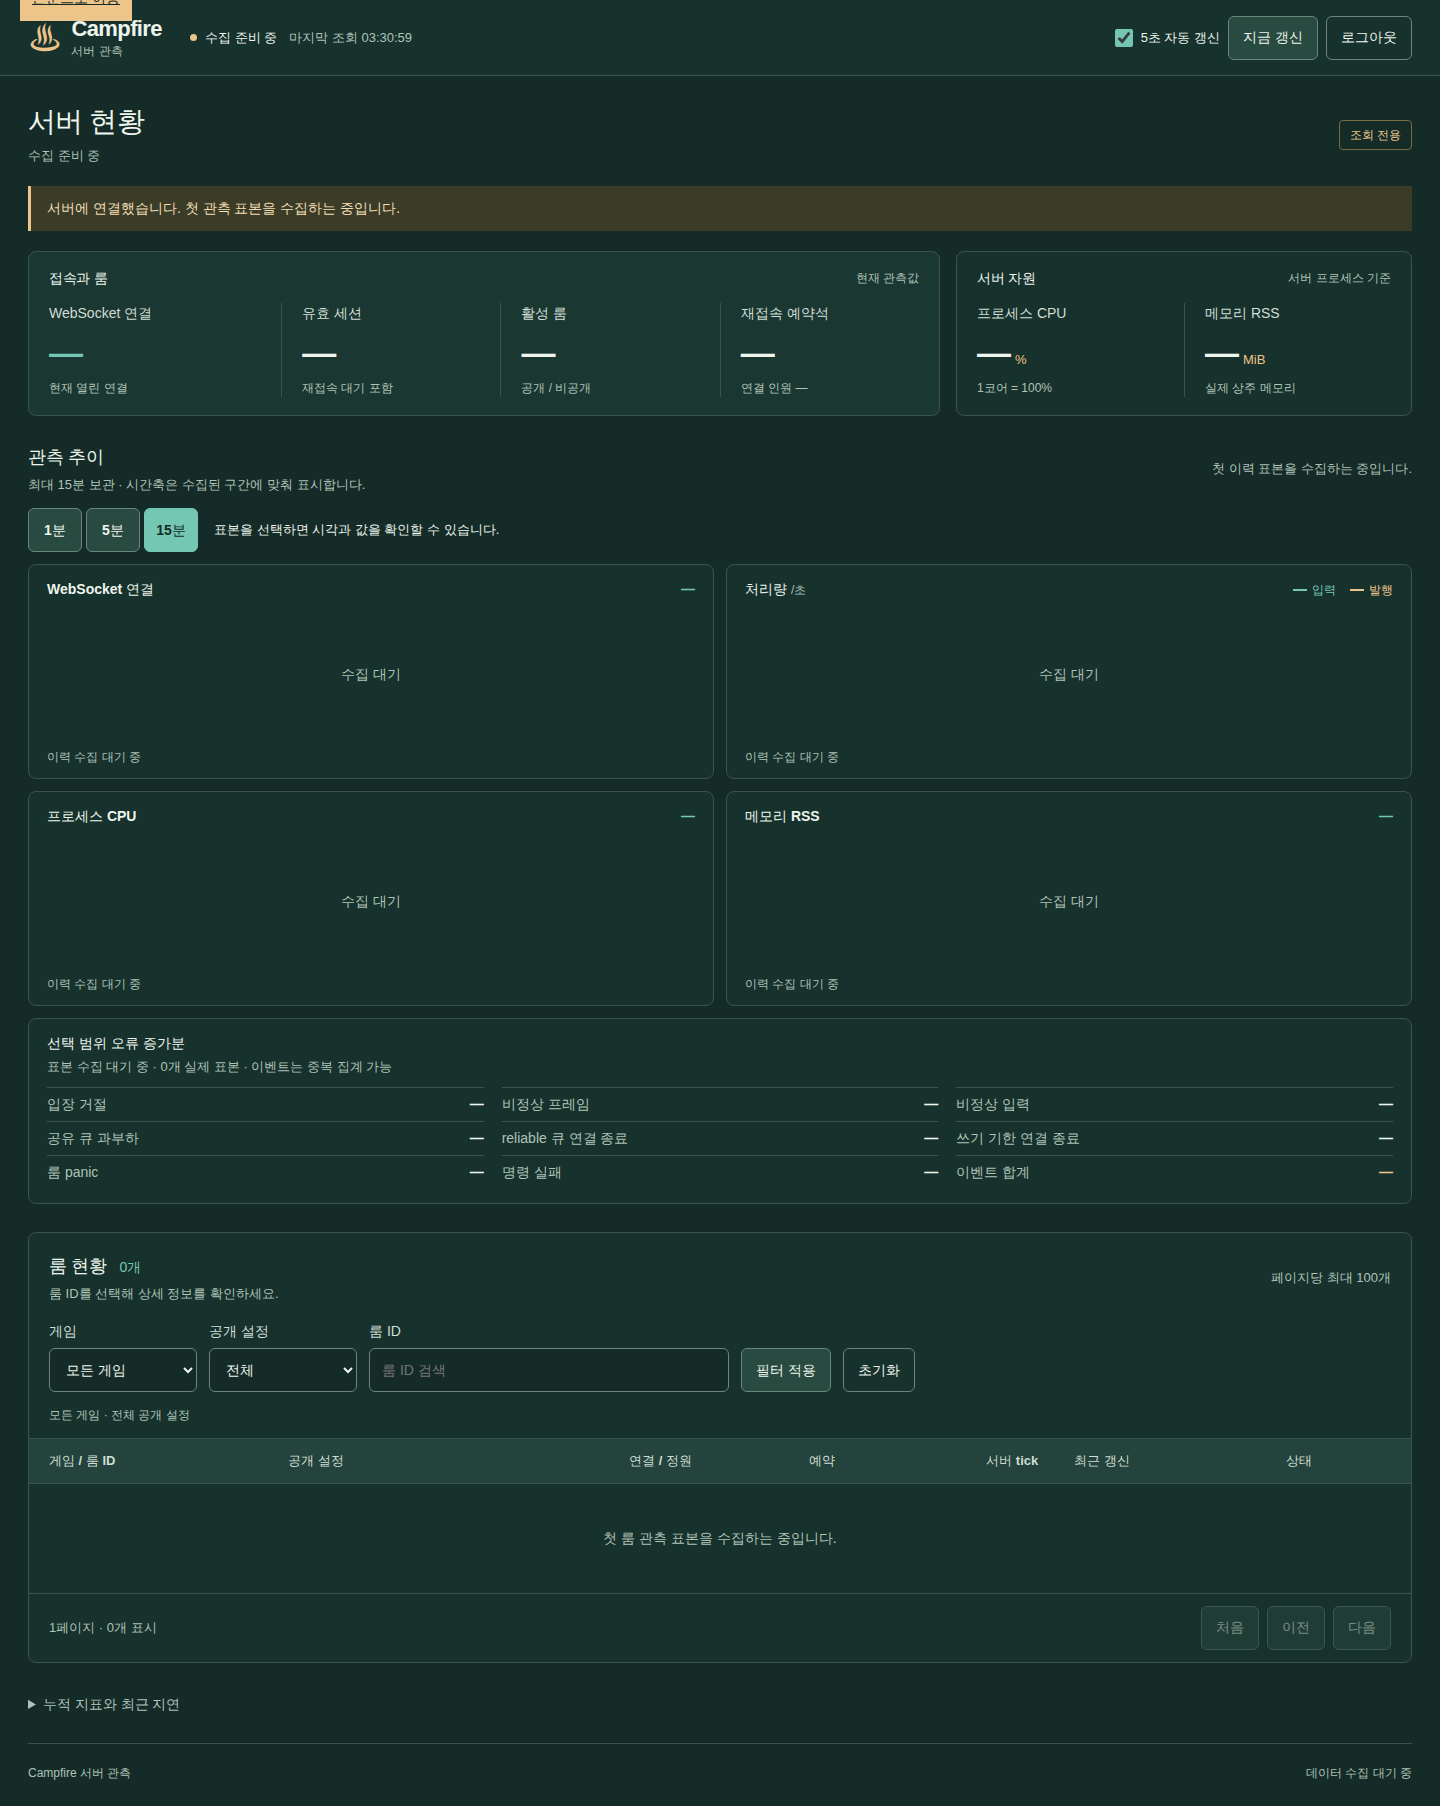 Campfire
서버 관측
수집 준비 중 마지막 조회 03:30:59
5초 자동 갱신 지금 갱신 로그아웃
서버 현황
수집 준비 중
조회 전용
서버에 연결했습니다. 첫 관측 표본을 수집하는 중입니다.
접속과 룸 현재 관측값
WebSocket 연결 유효 세션 활성 룸 재접속 예약석
— — — —
현재 열린 연결 재접속 대기 포함 공개 / 비공개 연결 인원 —
서버 자원 서버 프로세스 기준
프로세스 CPU 메모리 RSS
— % — MiB
1코어 = 100% 실제 상주 메모리
관측 추이
최대 15분 보관 · 시간축은 수집된 구간에 맞춰 표시합니다.
첫 이력 표본을 수집하는 중입니다.
1분 5분 15분 표본을 선택하면 시각과 값을 확인할 수 있습니다.
WebSocket 연결 —
수집 대기
이력 수집 대기 중
처리량 /초 입력 발행
수집 대기
이력 수집 대기 중
프로세스 CPU —
수집 대기
이력 수집 대기 중
메모리 RSS —
수집 대기
이력 수집 대기 중
선택 범위 오류 증가분
표본 수집 대기 중 · 0개 실제 표본 · 이벤트는 중복 집계 가능
입장 거절 — 비정상 프레임 — 비정상 입력 —
공유 큐 과부하 — reliable 큐 연결 종료 — 쓰기 기한 연결 종료 —
룸 panic — 명령 실패 — 이벤트 합계 —
룸 현황 0개
룸 ID를 선택해 상세 정보를 확인하세요.
페이지당 최대 100개
게임 공개 설정 룸 ID
모든 게임 전체 룸 ID 검색 필터 적용 초기화
모든 게임 · 전체 공개 설정
게임 / 룸 ID 공개 설정 연결 / 정원 예약 서버 tick 최근 갱신 상태
첫 룸 관측 표본을 수집하는 중입니다.
1페이지 · 0개 표시 처음 이전 다음
▶ 누적 지표와 최근 지연
Campfire 서버 관측 데이터 수집 대기 중